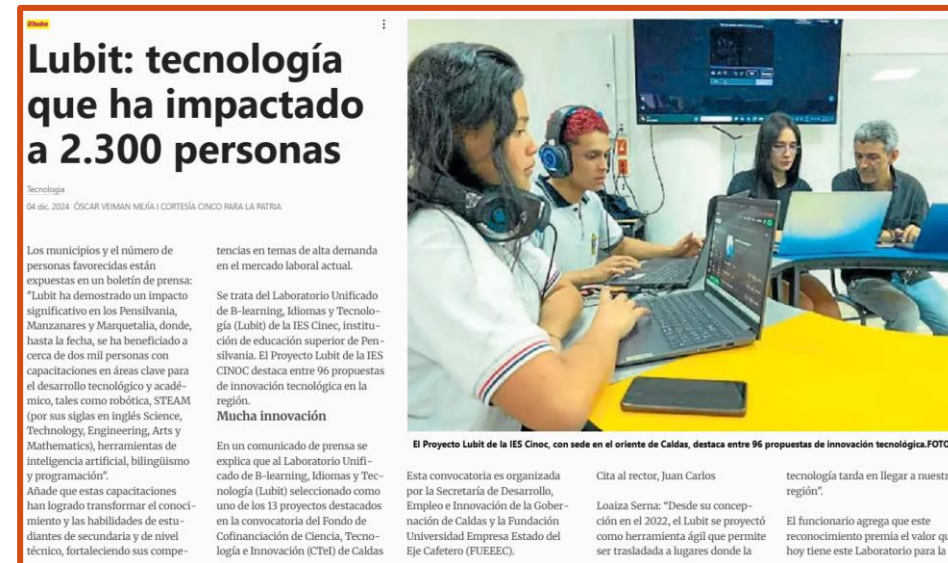 Lubit: tecnología
que ha impactado
a 2.300 personas
Tecnologia
04 dic. 2024 ÓSCAR VEIMAN MEJÍA I CORTESÍA CINCO PARA LA PATRIA
Los municipios y el número de
personas favorecidas están
expuestas en un boletín de prensa:
"Lubit ha demostrado un impacto
significativo en los Pensilvania,
Manzanares y Marquetalia, donde,
hasta la fecha, se ha beneficiado a
cerca de dos mil personas con
capacitaciones en áreas clave para
el desarrollo tecnológico y acadé-
mico, tales como robótica, STEAM
(por sus siglas en inglés Science,
Technology, Engineering, Arts y
Mathematics), herramientas de
inteligencia artificial, bilingüismo
y programación".
Añade que estas capacitaciones
han logrado transformar el conoci-
miento y las habilidades de estu-
diantes de secundaria y de nivel
técnico, fortaleciendo sus compe-
tencias en temas de alta demanda
en el mercado laboral actual.
Se trata del Laboratorio Unificado
de B-learning, Idiomas y Tecnolo-
gía (Lubit) de la IES Cinec, institu-
ción de educación superior de Pen-
silvania. El Proyecto Lubit de la IES
CINOC destaca entre 96 propuestas
de innovación tecnológica en la
región.
Mucha innovación
En un comunicado de prensa se
explica que al Laboratorio Unifi-
cado de B-learning, Idiomas y Tec-
nología (Lubit) seleccionado como
uno de los 13 proyectos destacados
en la convocatoria del Fondo de
Cofinanciación de Ciencia, Tecno-
logía e Innovación (CTeI) de Caldas
El Proyecto Lubit de la IES Cinoc, con sede en el oriente de Caldas, destaca entre 96 propuestas de innovación tecnológica.FOTO
Esta convocatoria es organizada
por la Secretaría de Desarrollo,
Empleo e Innovación de la Gober-
nación de Caldas y la Fundación
Universidad Empresa Estado del
Eje Cafetero (FUEEEC).
Cita al rector, Juan Carlos
Loaiza Serna: "Desde su concep-
ción en el 2022, el Lubit se proyectó
como herramienta ágil que permite
ser trasladada a lugares donde la
tecnología tarda en llegar a nuestra
región".
El funcionario agrega que este
reconocimiento premia el valor que
hoy tiene este Laboratorio para la